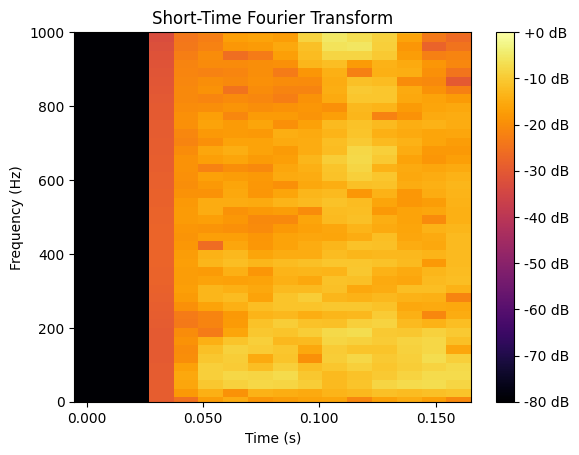 Short-Time Fourier Transform
1000
800
600
400
200
0
Frequency (Hz)
0.000
0.050
0.100
0.150
Time (s)
+0 dB
-10 dB
-20 dB
-30 dB
-40 dB
-50 dB
-60 dB
-70 dB
-80 dB